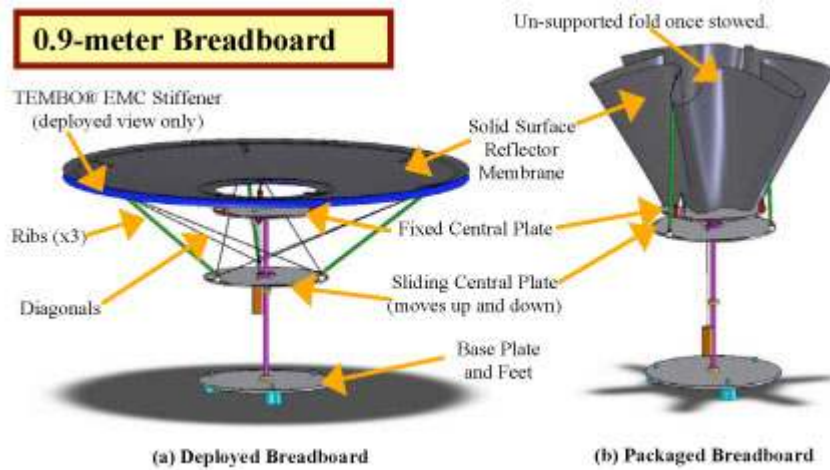 0.9-meter Breadboard
Un-supported fold once stowed.
TEMBO® EMC Stiffener
(deployed view only)
Solid Surface
Reflector
Membrane
Ribs (x3)
Fixed Central Plate
Diagonals
Sliding Central Plate
(moves up and down)
Base Plate
and Feet
(a) Deployed Breadboard
(b) Packaged Breadboard